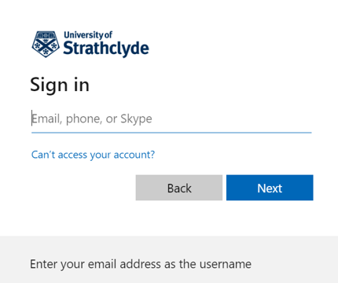 University of
Strathclyde
Sign in
Email, phone, or Skype
Can't access your account?
Back
Next
Enter your email address as the username